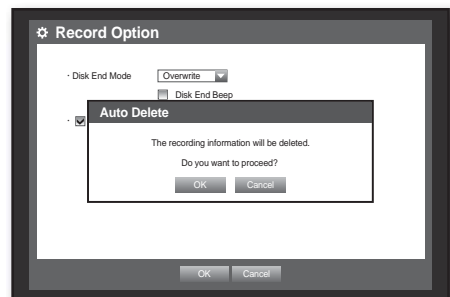 Record Option
· Disk End Mode Overwrite
Disk End Beep
·
Auto Delete
The recording information will be deleted.
Do you want to proceed?
OK Cancel
OK Cancel